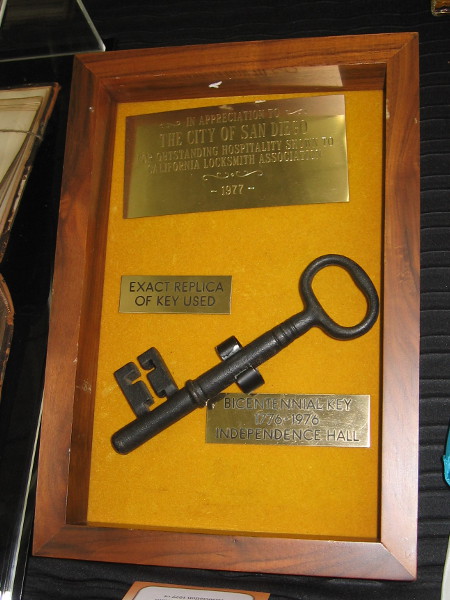 IN APPRECIATION TO
THE CITY OF SAN DIEGO
OUTSTANDING HOSPITALITY SHOWN TO
CALIFORNIA LOCKSMITH ASSOCIATION
- 1977 -
EXACT REPLICA
OF KEY USED
BICENTENNIAL KEY
1776-1976
INDEPENDENCE HALL